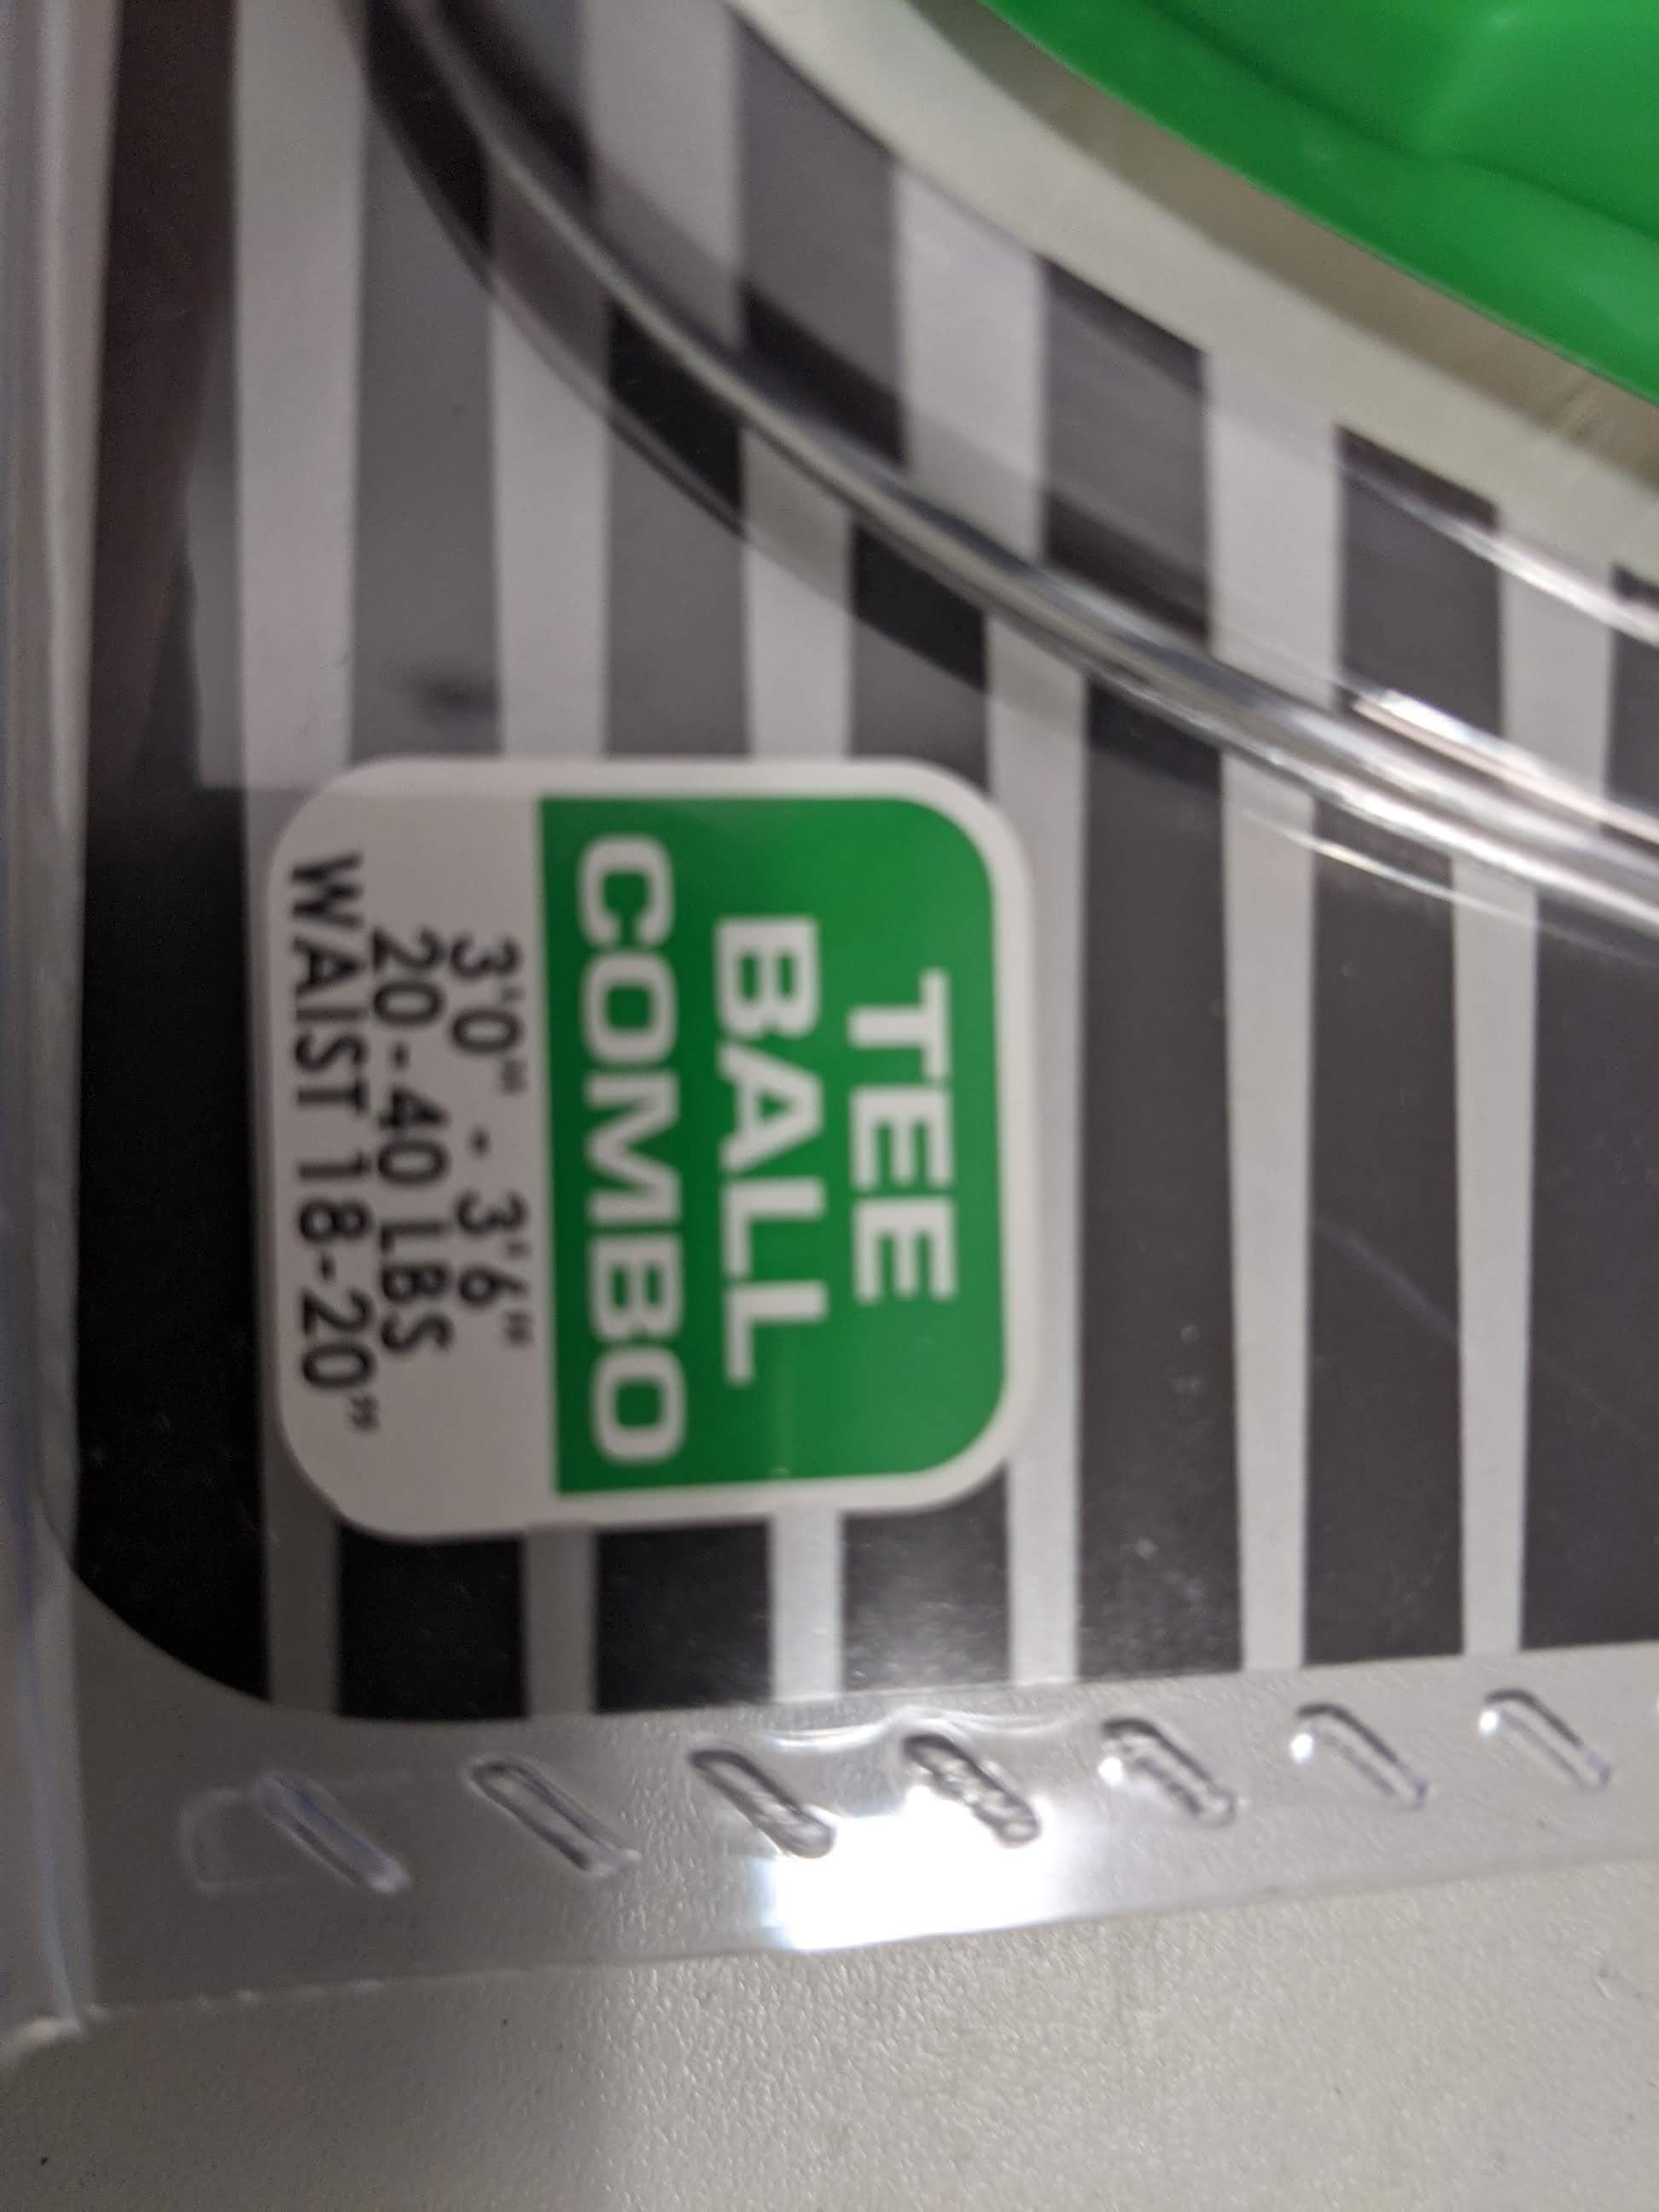 TEE
BALL
COMBO
3'0" - 3'6"
20-40 LBS
WAIST 18-20"